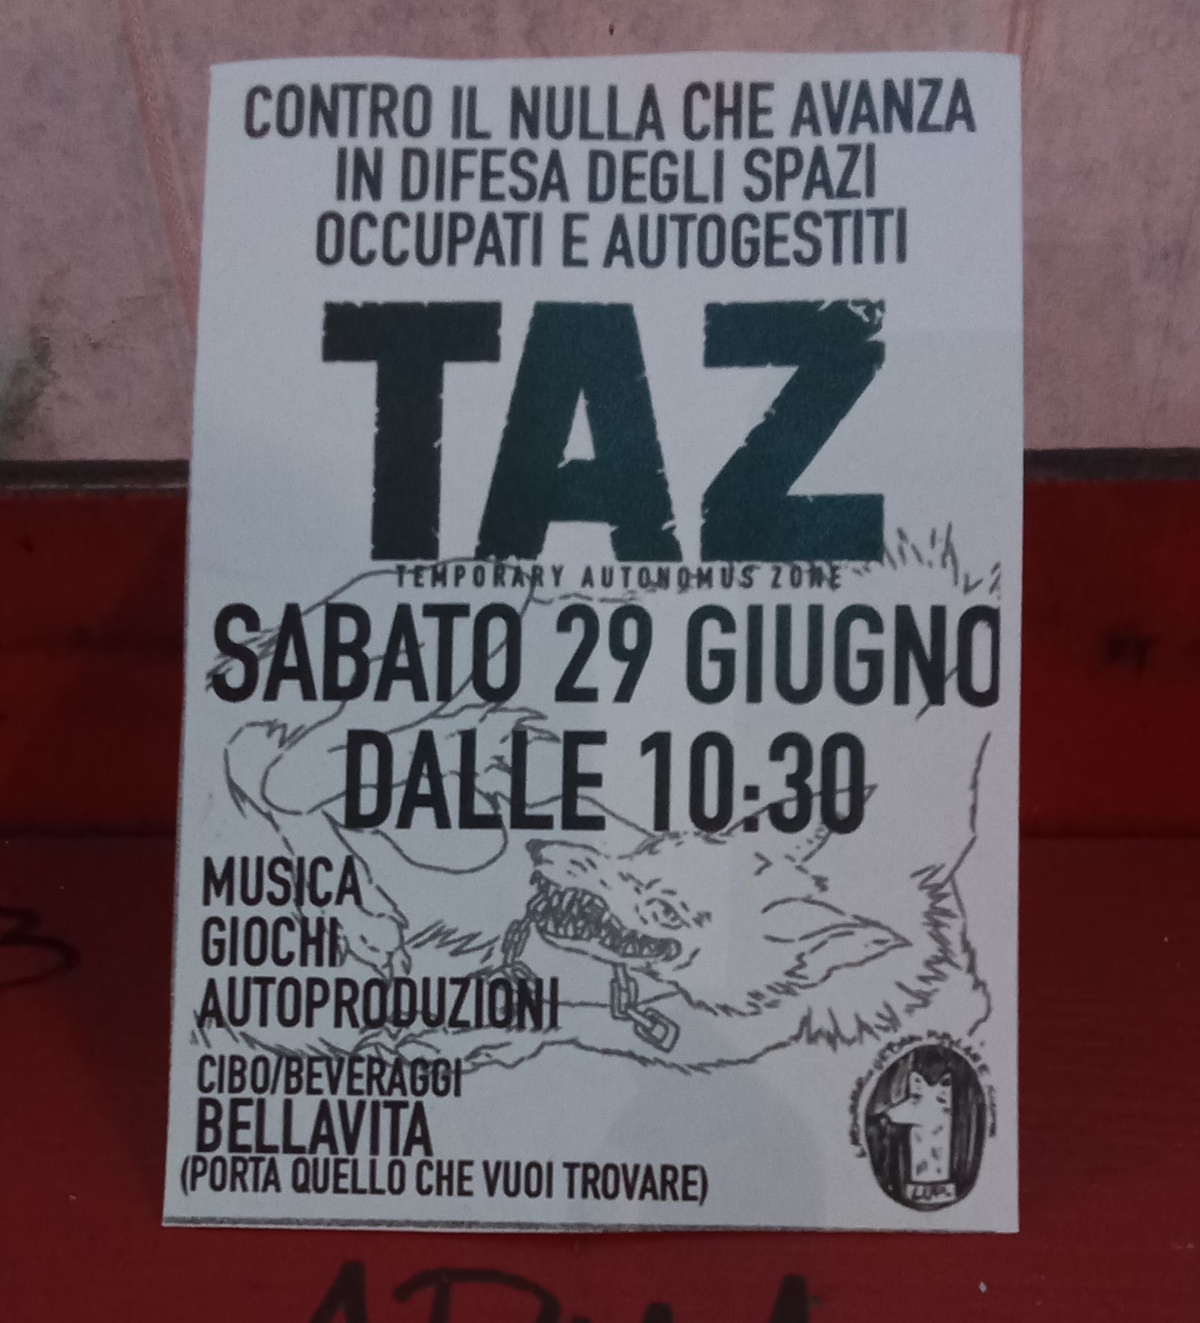 CONTRO IL NULLA CHE AVANZA
IN DIFESA DEGLI SPAZI
OCCUPATI E AUTOGESTITI
TAZ
TEMPORARY AUTONOMUS ZONE
SABATO 29 GIUGNO
DALLE 10:30
MUSICA
GIOCHI
AUTOPRODUZIONI
CIBO/BEVERAGGI
BELLAVITA
(PORTA QUELLO CHE VUOI TROVARE)